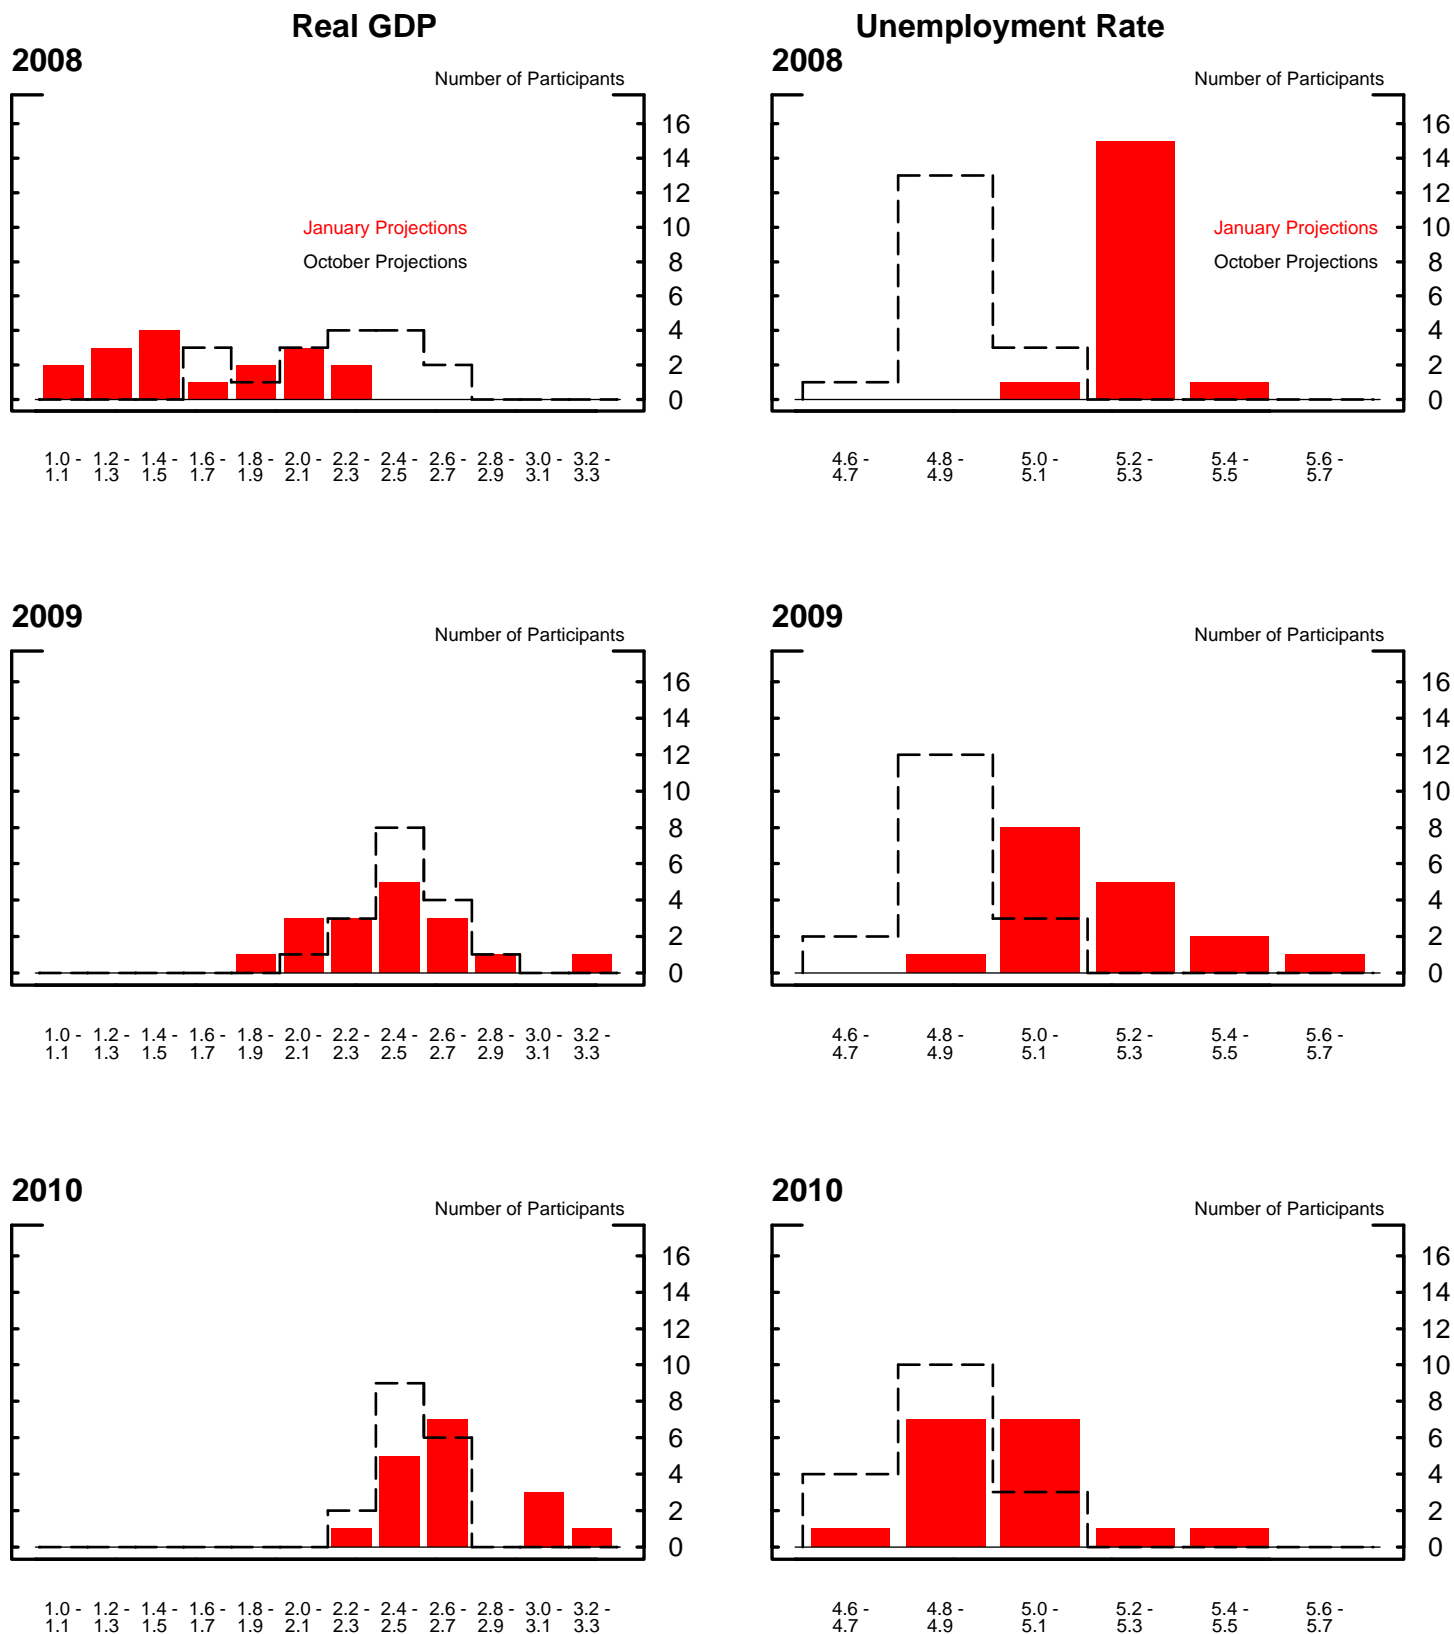 Real GDP
2008
Number of Participants
16
14
12
10
8
6
4
2
0
January Projections
October Projections
1.0 - 1.2 - 1.4 - 1.6 - 1.8 - 2.0 - 2.2 - 2.4 - 2.6 - 2.8 - 3.0 - 3.2 -
1.1 1.3 1.5 1.7 1.9 2.1 2.3 2.5 2.7 2.9 3.1 3.3
Unemployment Rate
2008
Number of Participants
16
14
12
10
8
6
4
2
0
January Projections
October Projections
4.6 - 4.8 - 5.0 - 5.2 - 5.4 - 5.6 -
4.7 4.9 5.1 5.3 5.5 5.7
2009
Number of Participants
16
14
12
10
8
6
4
2
0
1.0 - 1.2 - 1.4 - 1.6 - 1.8 - 2.0 - 2.2 - 2.4 - 2.6 - 2.8 - 3.0 - 3.2 -
1.1 1.3 1.5 1.7 1.9 2.1 2.3 2.5 2.7 2.9 3.1 3.3
2009
Number of Participants
16
14
12
10
8
6
4
2
0
4.6 - 4.8 - 5.0 - 5.2 - 5.4 - 5.6 -
4.7 4.9 5.1 5.3 5.5 5.7
2010
Number of Participants
16
14
12
10
8
6
4
2
0
1.0 - 1.2 - 1.4 - 1.6 - 1.8 - 2.0 - 2.2 - 2.4 - 2.6 - 2.8 - 3.0 - 3.2 -
1.1 1.3 1.5 1.7 1.9 2.1 2.3 2.5 2.7 2.9 3.1 3.3
2010
Number of Participants
16
14
12
10
8
6
4
2
0
4.6 - 4.8 - 5.0 - 5.2 - 5.4 - 5.6 -
4.7 4.9 5.1 5.3 5.5 5.7